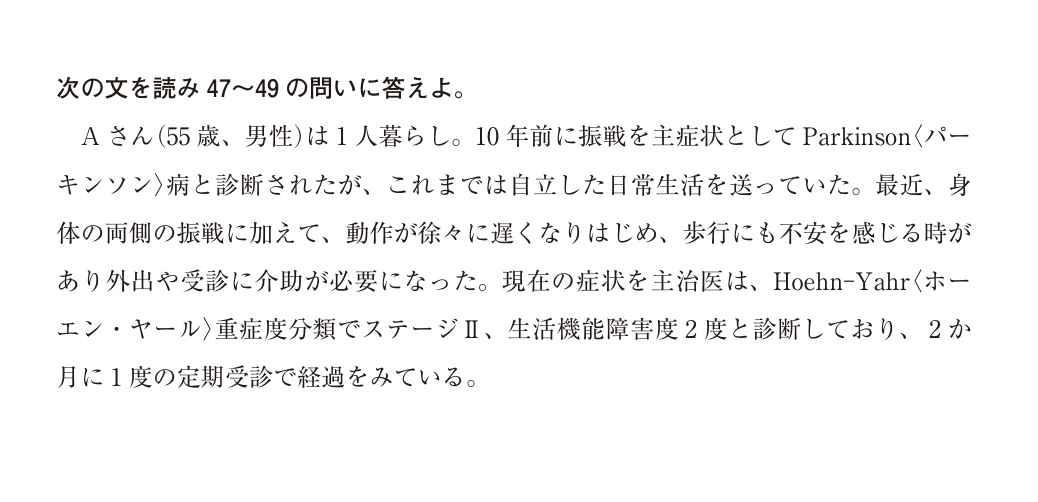 次の文を読み 47〜49 の問いに答えよ。
Aさん(55 歳、男性)は 1 人暮らし。10 年前に振戦を主症状として Parkinson〈パー
キンソン〉病と診断されたが、これまでは自立した日常生活を送っていた。最近、身
体の両側の振戦に加えて、動作が徐々に遅くなりはじめ、歩行にも不安を感じる時が
あり外出や受診に介助が必要になった。現在の症状を主治医は、Hoehn-Yahr〈ホー
エン・ヤール〉重症度分類でステージⅡ、生活機能障害度 2 度と診断しており、2 か
月に 1 度の定期受診で経過をみている。